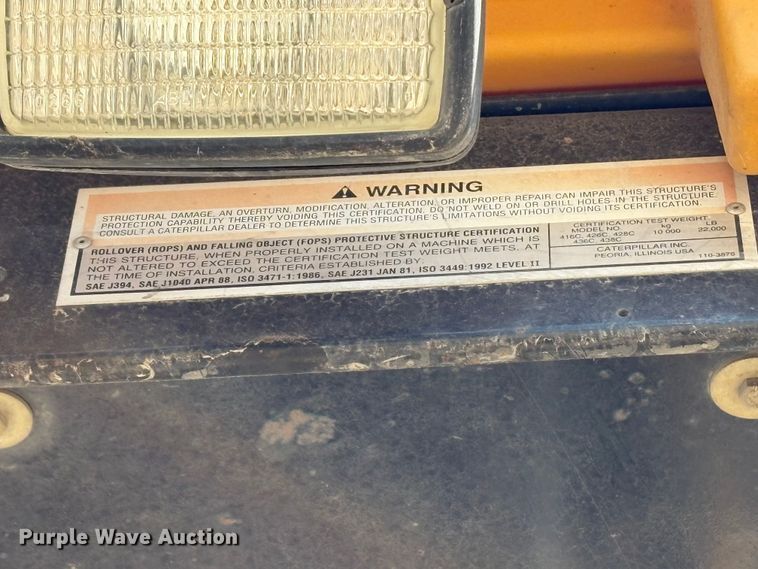 WARNING
STRUCTURAL DAMAGE, AN OVERTURN, MODIFICATION, ALTERATION, OR IMPROPER REPAIR CAN IMPAIR THIS STRUCTURE'S
PROTECTION CAPABILITY THEREBY VOIDING THIS CERTIFICATION. DO NOT WELD ON OR DRILL HOLES IN THE STRUCTURE.
CONSULT A CATERPILLAR DEALER TO DETERMINE THIS STRUCTURE'S LIMITATIONS WITHOUT VOIDING ITS CERTIFICATION.
ROLLOVER (ROPS) AND FALLING OBJECT (FOPS) PROTECTIVE STRUCTURE CERTIFICATION
THIS STRUCTURE, WHEN PROPERLY INSTALLED ON A MACHINE WHICH IS
NOT ALTERED TO EXCEED THE CERTIFICATION TEST WEIGHT MEETS, AT
THE TIME OF INSTALLATION, CRITERIA ESTABLISHED BY:
SAE J394, SAE J1040 APR 88, ISO 3471-1:1986, SAE J231 JAN 81, ISO 3449:1992 LEVEL II
CERTIFICATION TEST WEIGHT
MODEL NO. kg LB
416C, 426C, 428C 10 000 22,000
436C, 438C
CATERPILLAR INC.
PEORIA, ILLINOIS USA 110-3876
Purple Wave Auction